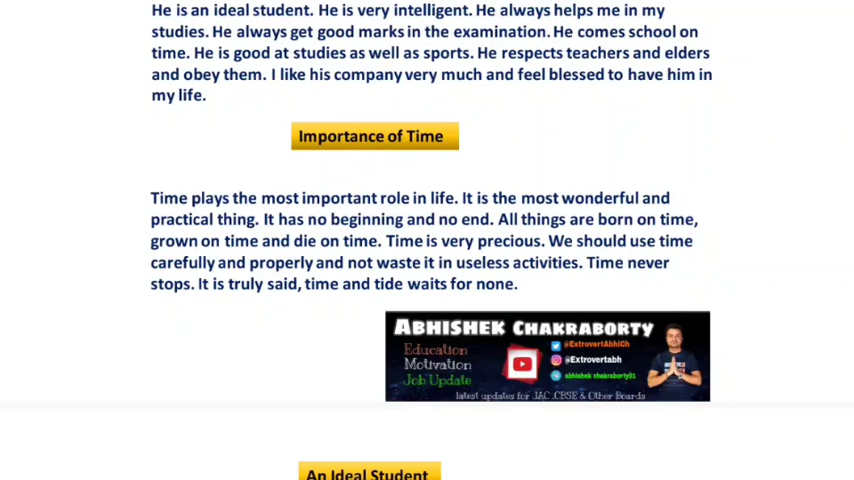 He is an ideal student. He is very intelligent. He always helps me in my
studies. He always get good marks in the examination. He comes school on
time. He is good at studies as well as sports. He respects teachers and elders
and obey them. I like his company very much and feel blessed to have him in
my life.
Importance of Time
Time plays the most important role in life. It is the most wonderful and
practical thing. It has no beginning and no end. All things are born on time,
grown on time and die on time. Time is very precious. We should use time
carefully and properly and not waste it in useless activities. Time never
stops. It is truly said, time and tide waits for none.
ABHISHEK CHAKRABORTY
Education
Motivation
Job Update
@ExtrovertAbhiCh
@Extrovertabh
abhishek chakraborty01
latest updates for JAC ,CBSE & Other Boards
An Ideal Student